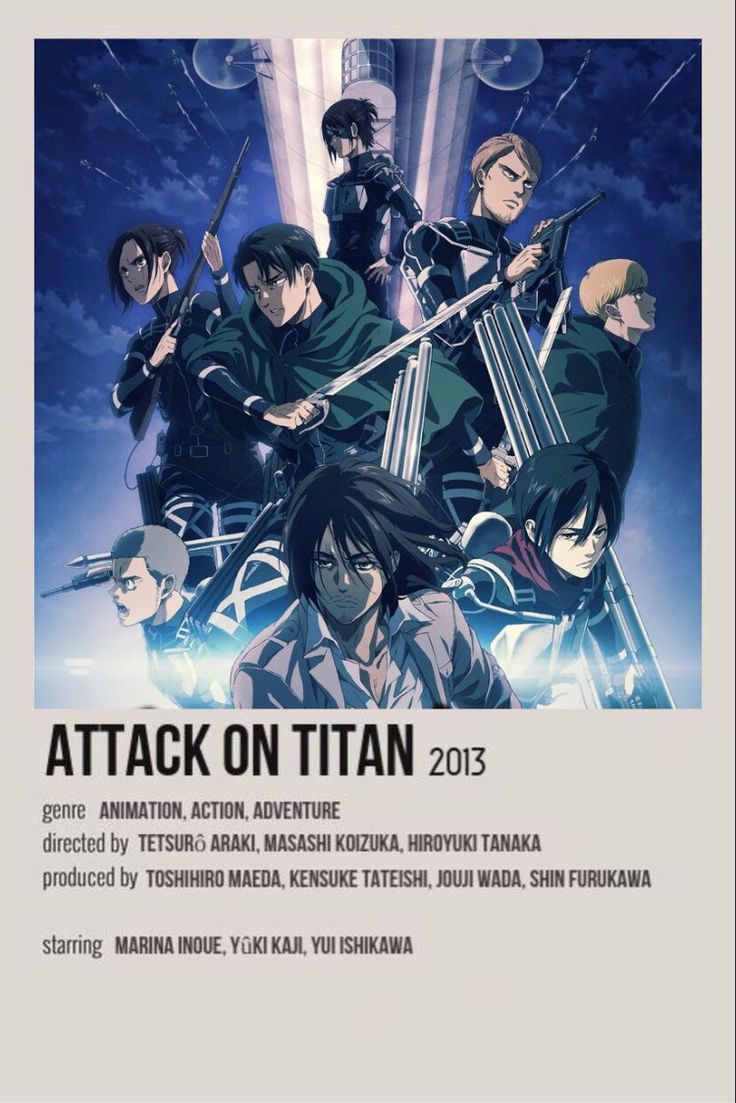 ATTACK ON TITAN 2013
genre ANIMATION, ACTION, ADVENTURE
directed by TETSURÔ ARAKI, MASASHI KOIZUKA, HIROYUKI TANAKA
produced by TOSHIHIRO MAEDA, KENSUKE TATEISHI, JOUJI WADA, SHIN FURUKAWA
starring MARINA INOUE, YÛKI KAJI, YUI ISHIKAWA